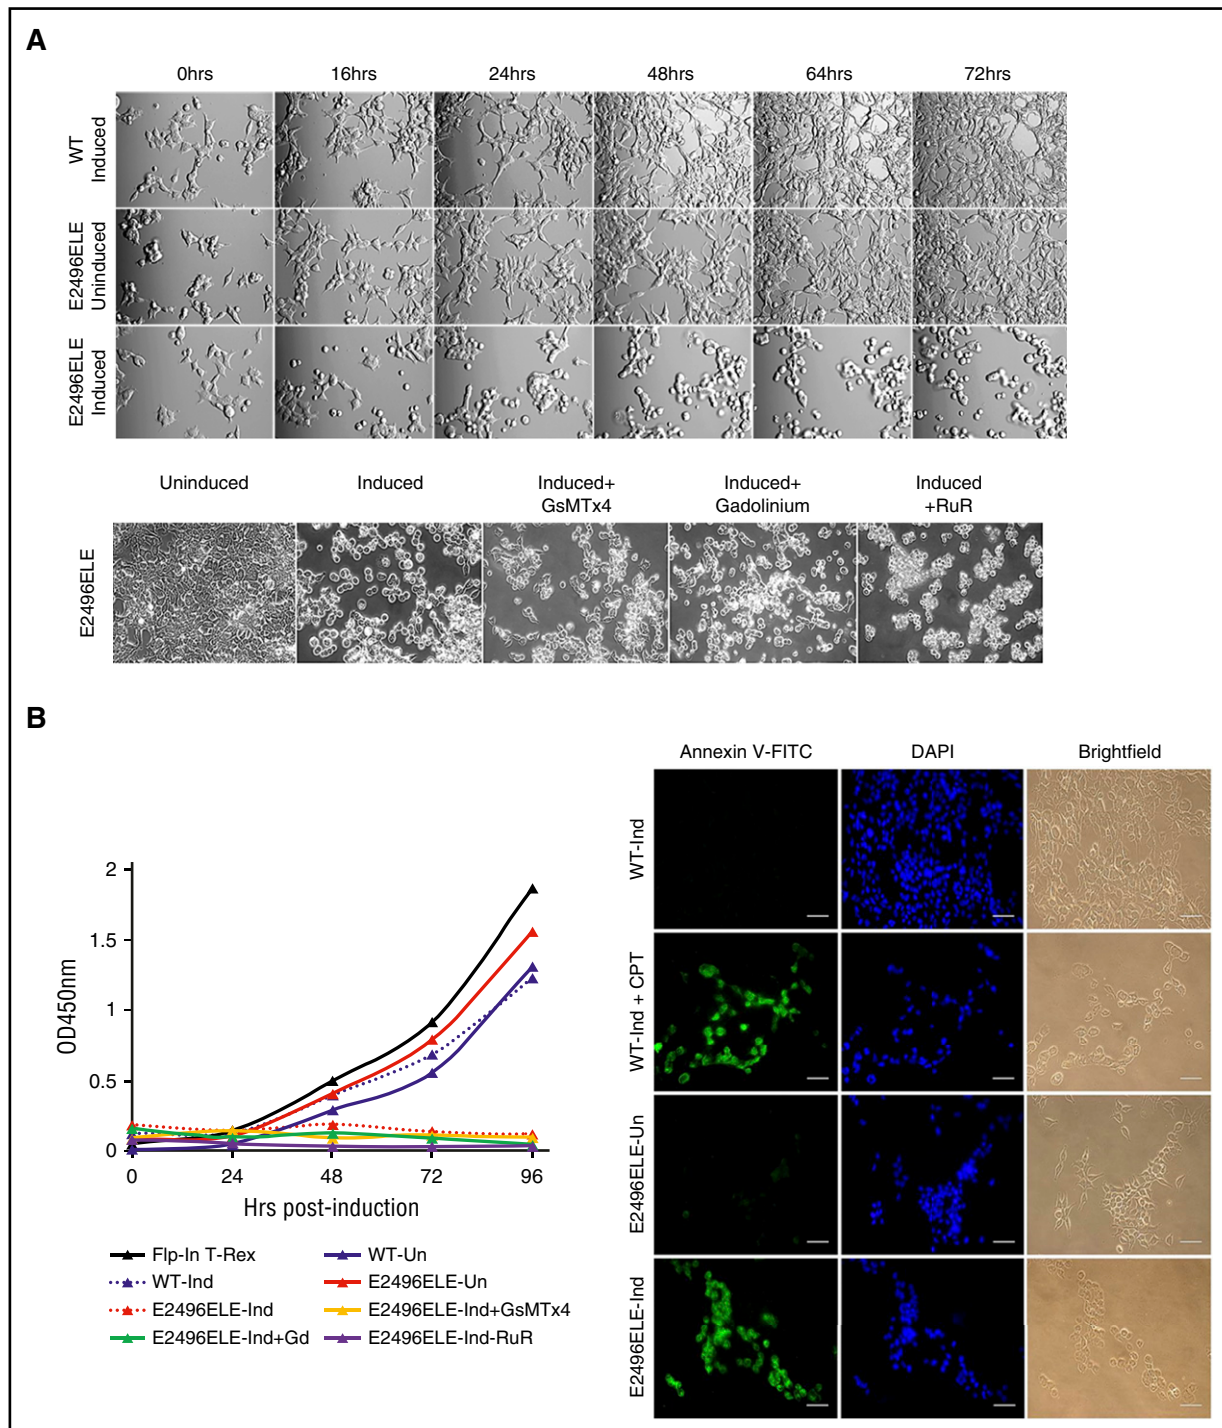 A
0hrs 16hrs 24hrs 48hrs 64hrs 72hrs
WT
Induced
E2496ELE
Uninduced
E2496ELE
Induced
Uninduced Induced Induced+
GsMTx4 Induced+
Gadolinium Induced
+RuR
E2496ELE
B
2
1.5
1
0.5
0
OD450nm
0 24 48 72 96
Hrs post-induction
Flp-In T-Rex
WT-Un
WT-Ind
E2496ELE-Un
E2496ELE-Ind
E2496ELE-Ind+GsMTx4
E2496ELE-Ind+Gd
E2496ELE-Ind-RuR
Annexin V-FITC DAPI Brightfield
WT-Ind
WT-Ind + CPT
E2496ELE-Un
E2496ELE-Ind